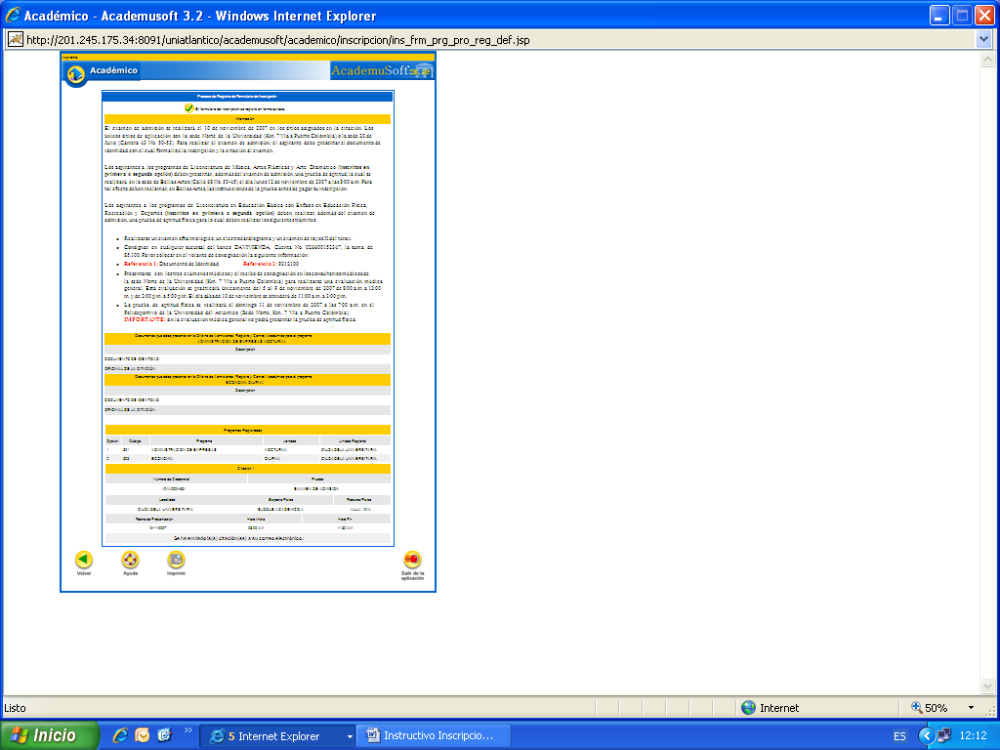 Académico - Academusoft 3.2 - Windows Internet Explorer
http://201.245.175.34:8091/uniatlantico/academusoft/academico/inscripcion/ins_frm_prg_pro_reg_def.jsp
Académico
AcademuSoft
Proceso de Registro de Formulario de Inscripción
El formulario de inscripción se registró en forma exitosa.
Información
El examen de admisión se realizará el 10 de noviembre de 2007 en los sitios asignados en la citación. Los
únicos sitios de aplicación son la sede Norte de la Universidad (Km. 7 Vía a Puerto Colombia) o la sede 20 de
Julio (Carrera 43 No. 50-53). Para realizar el examen de admisión, el aspirante debe presentar el documento de
identidad con el cual formalizó la inscripción y la citación al examen.
Los aspirantes a los programas de Licenciatura de Música, Artes Plásticas y Arte Dramático (inscritos en
primera o segunda opción) deben presentar, además del examen de admisión, una prueba de aptitud, la cual se
realizará en la sede de Bellas Artes (Calle 68 No. 53-45) el día lunes 12 de noviembre de 2007 a las 8:00 a.m. Para
tal efecto deben reclamar, en Bellas Artes, las instrucciones de la prueba antes de pagar su inscripción.
Los aspirantes a los programas de Licenciatura en Educación Básica con Énfasis en Educación Física,
Recreación y Deportes (inscritos en primera o segunda opción) deben realizar, además del examen de
admisión, una prueba de aptitud física para lo cual deben realizar los siguientes trámites:
• Realizarse un examen oftalmológico, un electrocardiograma y un examen de rayos X del tórax.
• Consignar en cualquier sucursal del banco DAVIVIENDA, Cuenta No. 026600152367, la suma de
$5,100. Favor colocar en el volante de consignación la siguiente información:
• Referencia 1: Documento de Identidad Referencia 2: 9212100
• Presentarse con los tres exámenes médicos y el recibo de consignación en los consultorios médicos de
la sede Norte de la Universidad (Km. 7 Vía a Puerto Colombia) para realizarse una evaluación médica
general. Esta evaluación se practicará únicamente del 5 al 9 de noviembre de 2007 de 8:00 a.m. a 12:00
m. y de 2:00 p.m. a 5:00 p.m. El día sábado 10 de noviembre se atenderá de 11:00 a.m. a 3:00 p.m.
• La prueba de aptitud física se realizará el domingo 11 de noviembre de 2007 a las 7:00 a.m. en el
Polideportivo de la Universidad del Atlántico (Sede Norte, Km. 7 Vía a Puerto Colombia).
IMPORTANTE: sin la evaluación médica general no podrá presentar la prueba de aptitud física.
Documentos que debe presentar en la Oficina de Admisiones, Registro y Control Académico para el programa
ADMINISTRACION DE EMPRESAS NOCTURNA
Descripción
DOCUMENTO DE IDENTIDAD
ORIGINAL DE LA CITACIÓN
Documentos que debe presentar en la Oficina de Admisiones, Registro y Control Académico para el programa
ECONOMIA DIURNA
Descripción
DOCUMENTO DE IDENTIDAD
ORIGINAL DE LA CITACIÓN
Programas Registrados
Opción Código Programa Jornada Unidad Regional
1 ADMINISTRACION DE EMPRESAS NOCTURNA CIUDADELA UNIVERSITARIA
2 ECONOMIA DIURNA CIUDADELA UNIVERSITARIA
Citación 1
Número de Credencial Prueba
EXAMEN DE ADMISION
Localidad Espacio Físico Recurso Físico
CIUDADELA UNIVERSITARIA BLOQUE ACADEMICO A
Fecha de Presentación Hora Inicio Hora Fin
Se ha enviado la(s) citación(es) a su correo electrónico.
Volver Ayuda Imprimir Salir de la
aplicación
Listo Internet 50%
Inicio 5 Internet Explorer Instructivo Inscripcio... ES 12:12